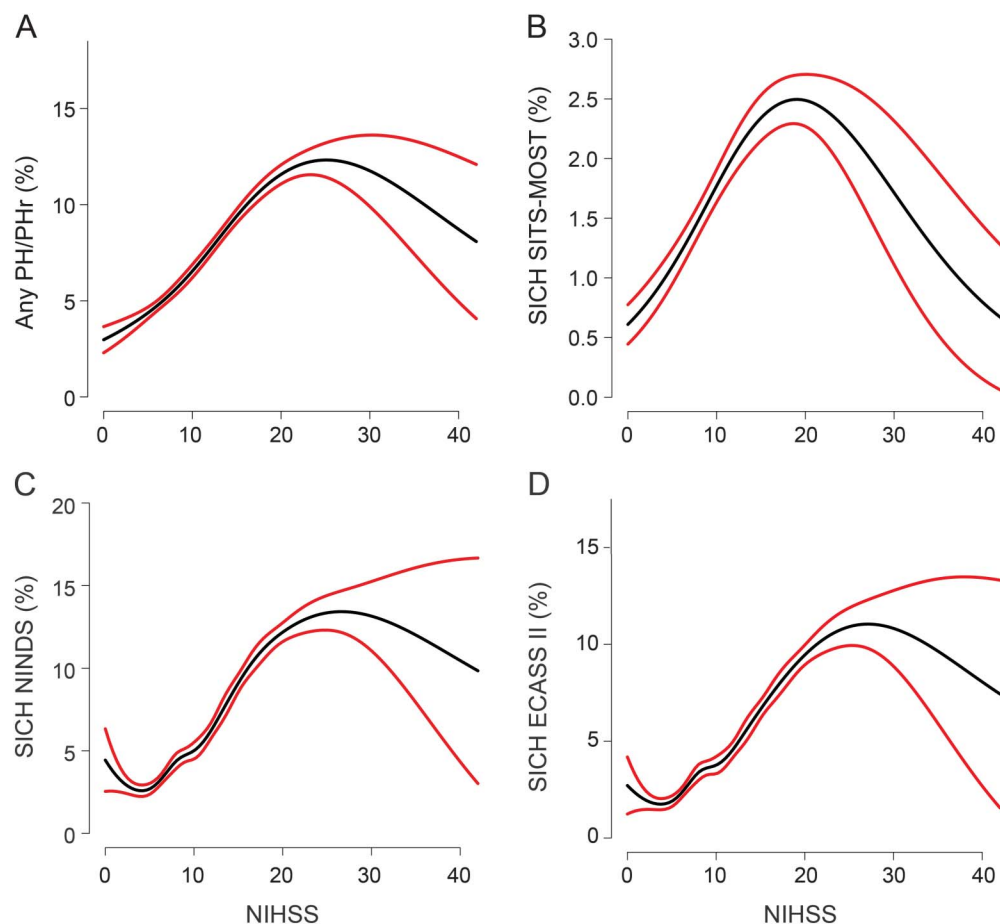 A
Any PH/PHr (%)
15
10
5
0
0 10 20 30 40
B
SICH SITS-MOST (%)
3.0
2.5
2.0
1.5
1.0
0.5
0.0
0 10 20 30 40
C
SICH NINDS (%)
20
15
10
5
0
0 10 20 30 40
NIHSS
D
SICH ECASS II (%)
15
10
5
0
0 10 20 30 40
NIHSS